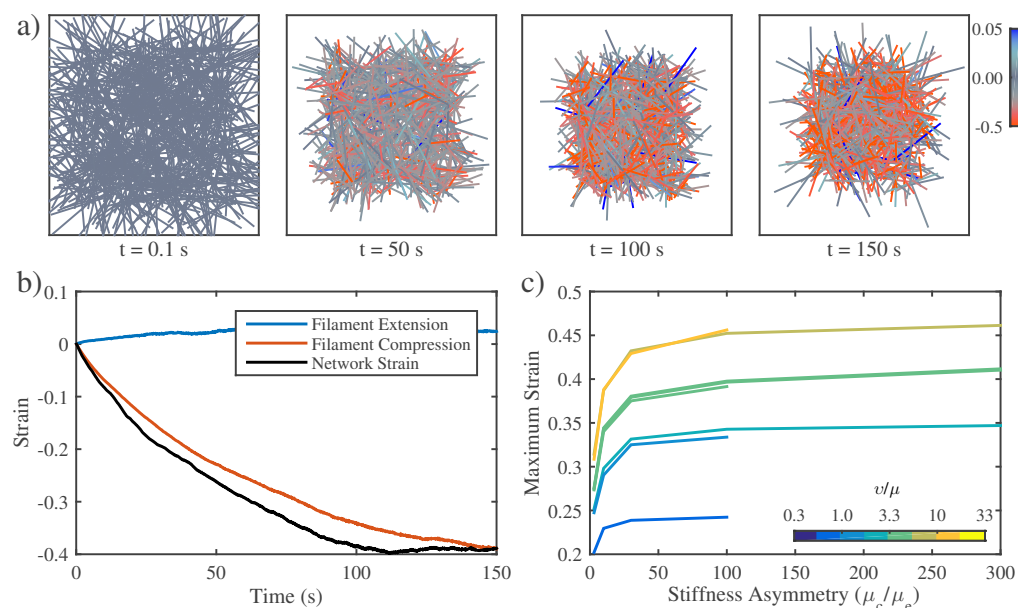 a)
0.05
0.00
-0.5
t = 0.1 s
t = 50 s
t = 100 s
t = 150 s
b)
0.1
0
-0.1
-0.2
-0.3
-0.4
Strain
Filament Extension
Filament Compression
Network Strain
0
50
100
150
Time (s)
c)
0.5
0.45
0.4
0.35
0.3
0.25
0.2
Maximum Strain
υ/μ
0.3
1.0
3.3
10
33
0
50
100
150
200
250
300
Stiffness Asymmetry (μc/μe)